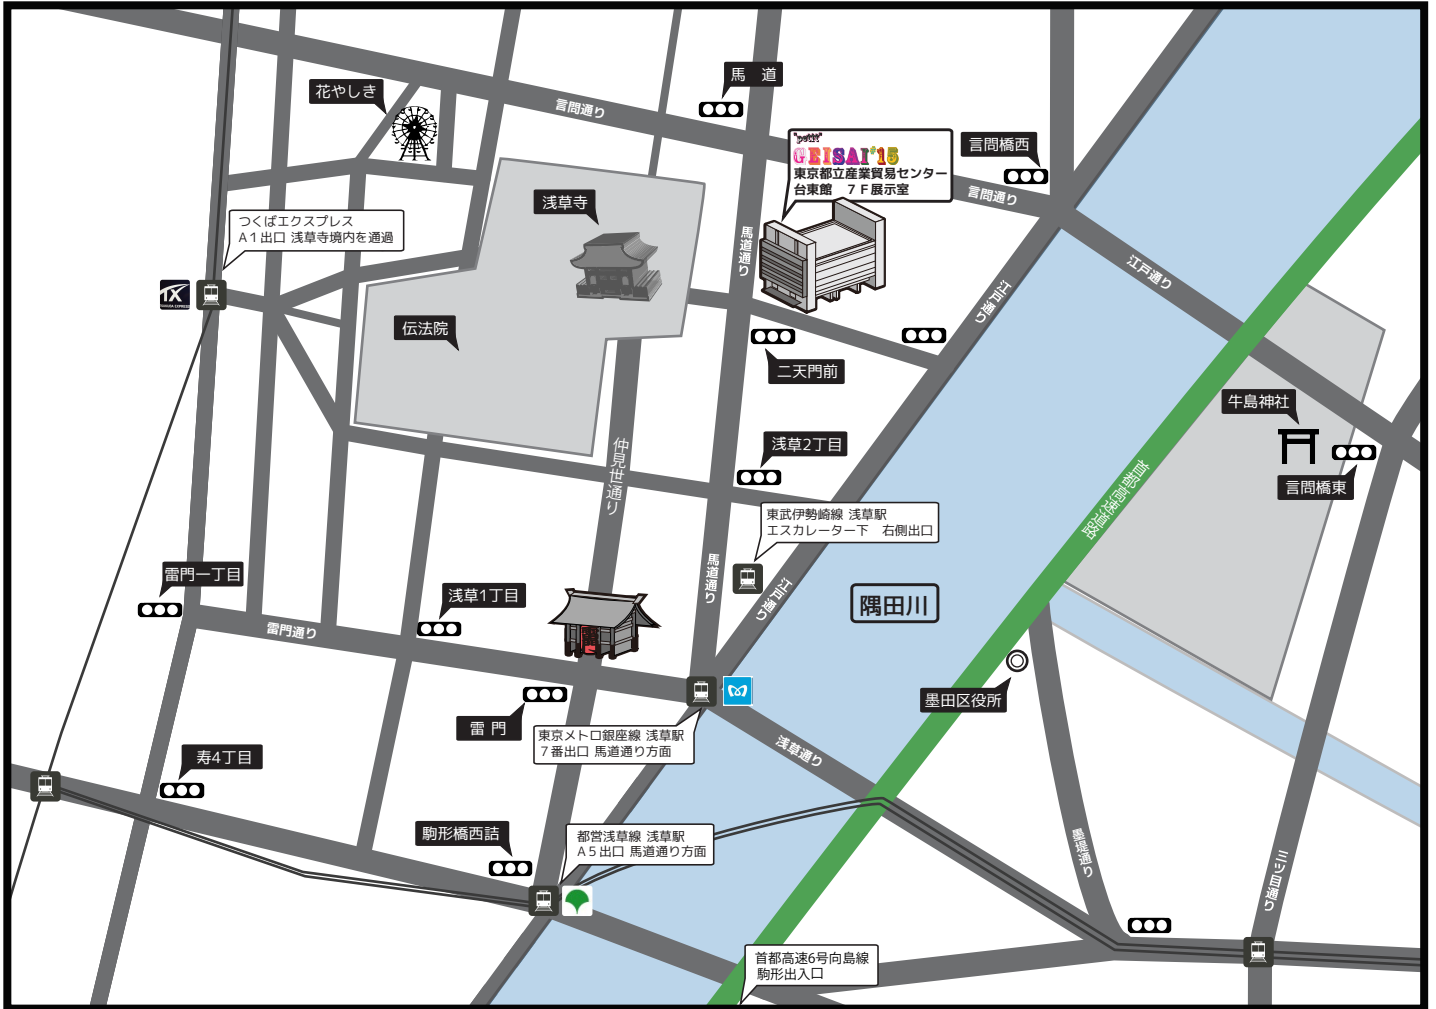 馬　道
花やしき
言問通り
"petit"
GEISAI'15
東京都立産業貿易センター
台東館　７Ｆ展示室
言問橋西
言問通り
浅草寺
つくばエクスプレス
A１出口 浅草寺境内を通過
馬道通り
江戸通り
江戸通り
TX
TSUKUBA EXPRESS
伝法院
二天門前
牛島神社
言問橋東
浅草2丁目
仲見世通り
首都高速道路
東武伊勢崎線 浅草駅
エスカレーター下　右側出口
馬道通り
江戸通り
雷門一丁目
浅草1丁目
隅田川
雷門通り
墨田区役所
雷 門
東京メトロ銀座線 浅草駅
７番出口 馬道通り方面
浅草通り
寿4丁目
駒形橋西詰
都営浅草線 浅草駅
A５出口 馬道通り方面
墨堤通り
三ツ目通り
首都高速6号向島線
駒形出入口